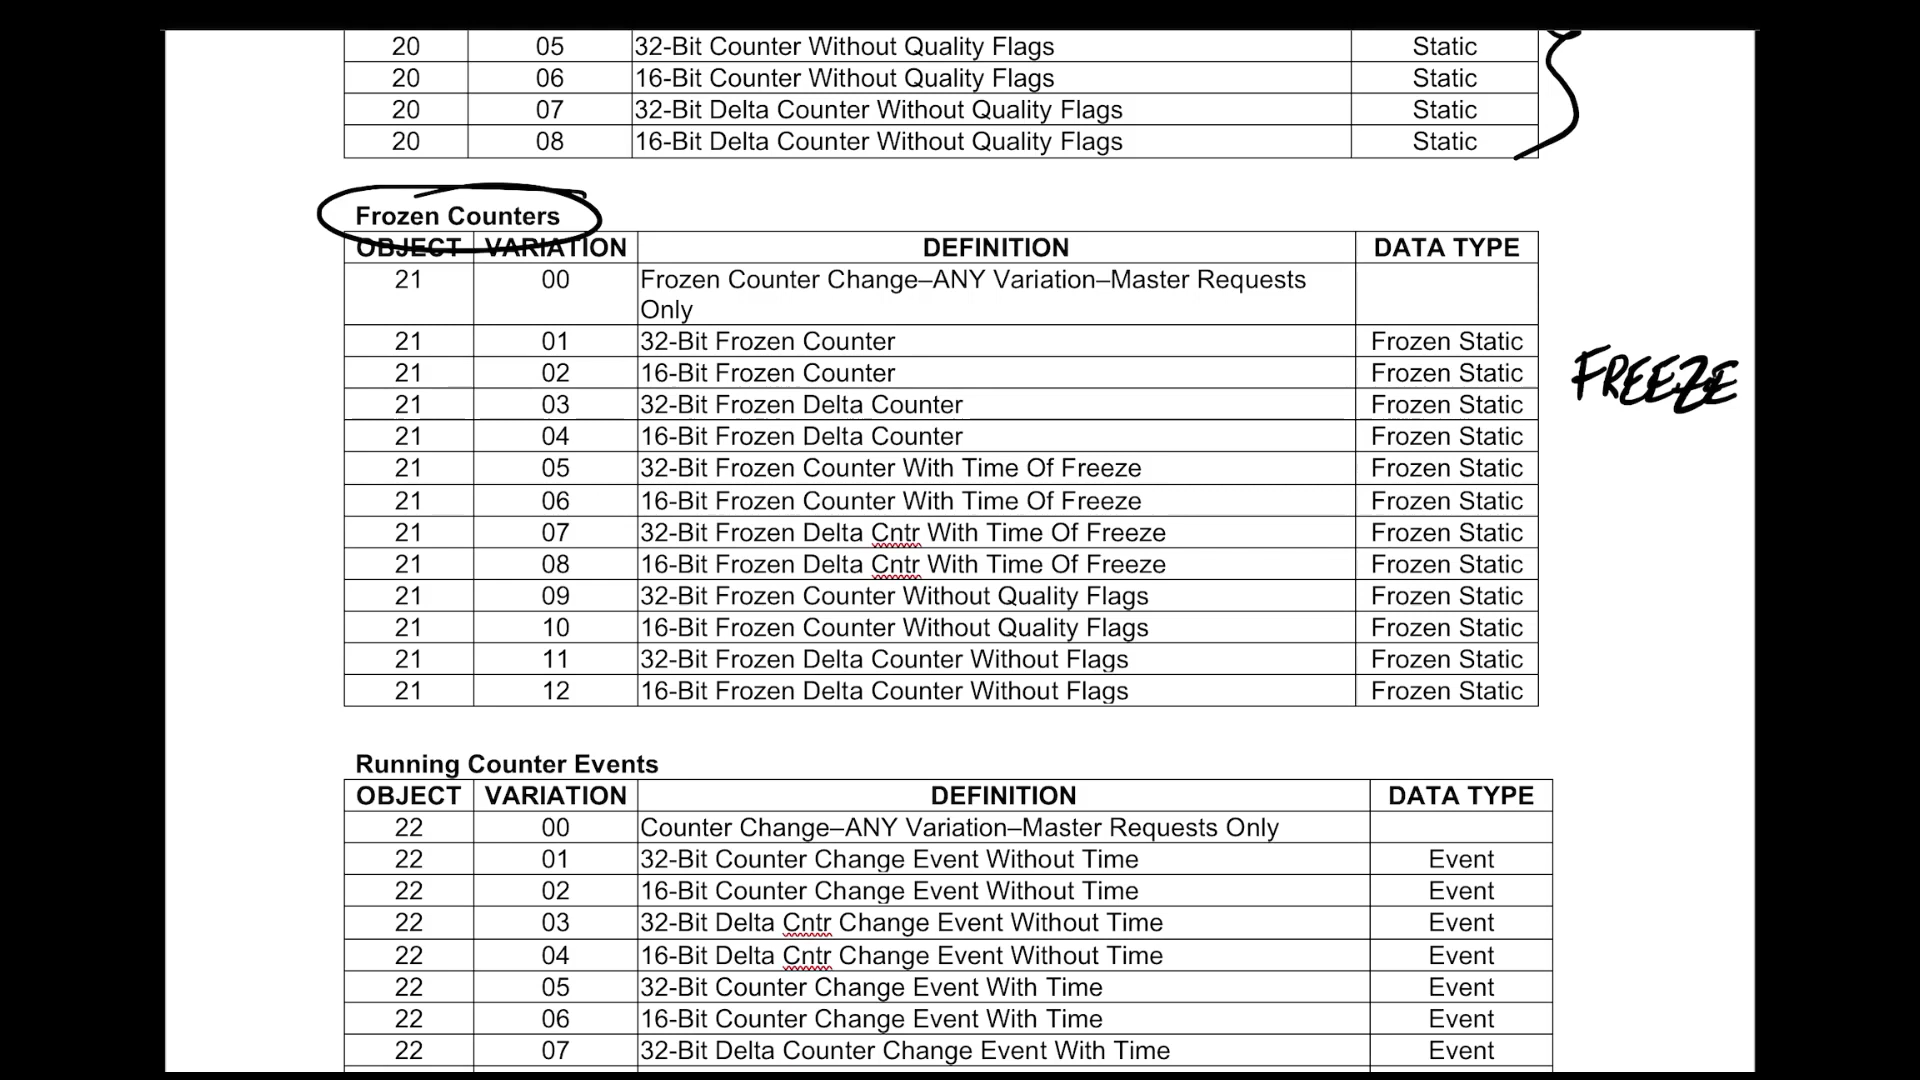 20 05 32-Bit Counter Without Quality Flags Static
20 06 16-Bit Counter Without Quality Flags Static
20 07 32-Bit Delta Counter Without Quality Flags Static
20 08 16-Bit Delta Counter Without Quality Flags Static
Frozen Counters
OBJECT VARIATION DEFINITION DATA TYPE
21 00 Frozen Counter Change–ANY Variation–Master Requests
Only
21 01 32-Bit Frozen Counter Frozen Static
21 02 16-Bit Frozen Counter Frozen Static
FREEZE
21 03 32-Bit Frozen Delta Counter Frozen Static
21 04 16-Bit Frozen Delta Counter Frozen Static
21 05 32-Bit Frozen Counter With Time Of Freeze Frozen Static
21 06 16-Bit Frozen Counter With Time Of Freeze Frozen Static
21 07 32-Bit Frozen Delta Cntr With Time Of Freeze Frozen Static
21 08 16-Bit Frozen Delta Cntr With Time Of Freeze Frozen Static
21 09 32-Bit Frozen Counter Without Quality Flags Frozen Static
21 10 16-Bit Frozen Counter Without Quality Flags Frozen Static
21 11 32-Bit Frozen Delta Counter Without Flags Frozen Static
21 12 16-Bit Frozen Delta Counter Without Flags Frozen Static
Running Counter Events
OBJECT VARIATION DEFINITION DATA TYPE
22 00 Counter Change–ANY Variation–Master Requests Only
22 01 32-Bit Counter Change Event Without Time Event
22 02 16-Bit Counter Change Event Without Time Event
22 03 32-Bit Delta Cntr Change Event Without Time Event
22 04 16-Bit Delta Cntr Change Event Without Time Event
22 05 32-Bit Counter Change Event With Time Event
22 06 16-Bit Counter Change Event With Time Event
22 07 32-Bit Delta Counter Change Event With Time Event